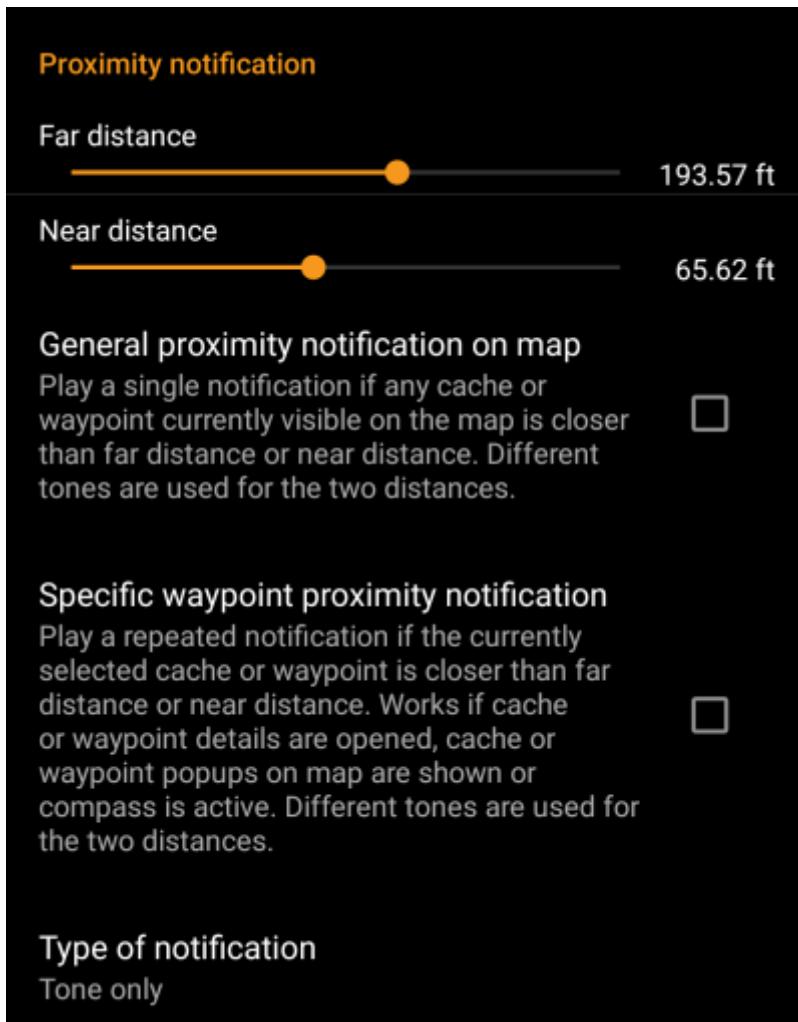 Proximity notification
Far distance
193.57 ft
Near distance
65.62 ft
General proximity notification on map
Play a single notification if any cache or
waypoint currently visible on the map is closer
than far distance or near distance. Different
tones are used for the two distances.
Specific waypoint proximity notification
Play a repeated notification if the currently
selected cache or waypoint is closer than far
distance or near distance. Works if cache
or waypoint details are opened, cache or
waypoint popups on map are shown or
compass is active. Different tones are used for
the two distances.
Type of notification
Tone only